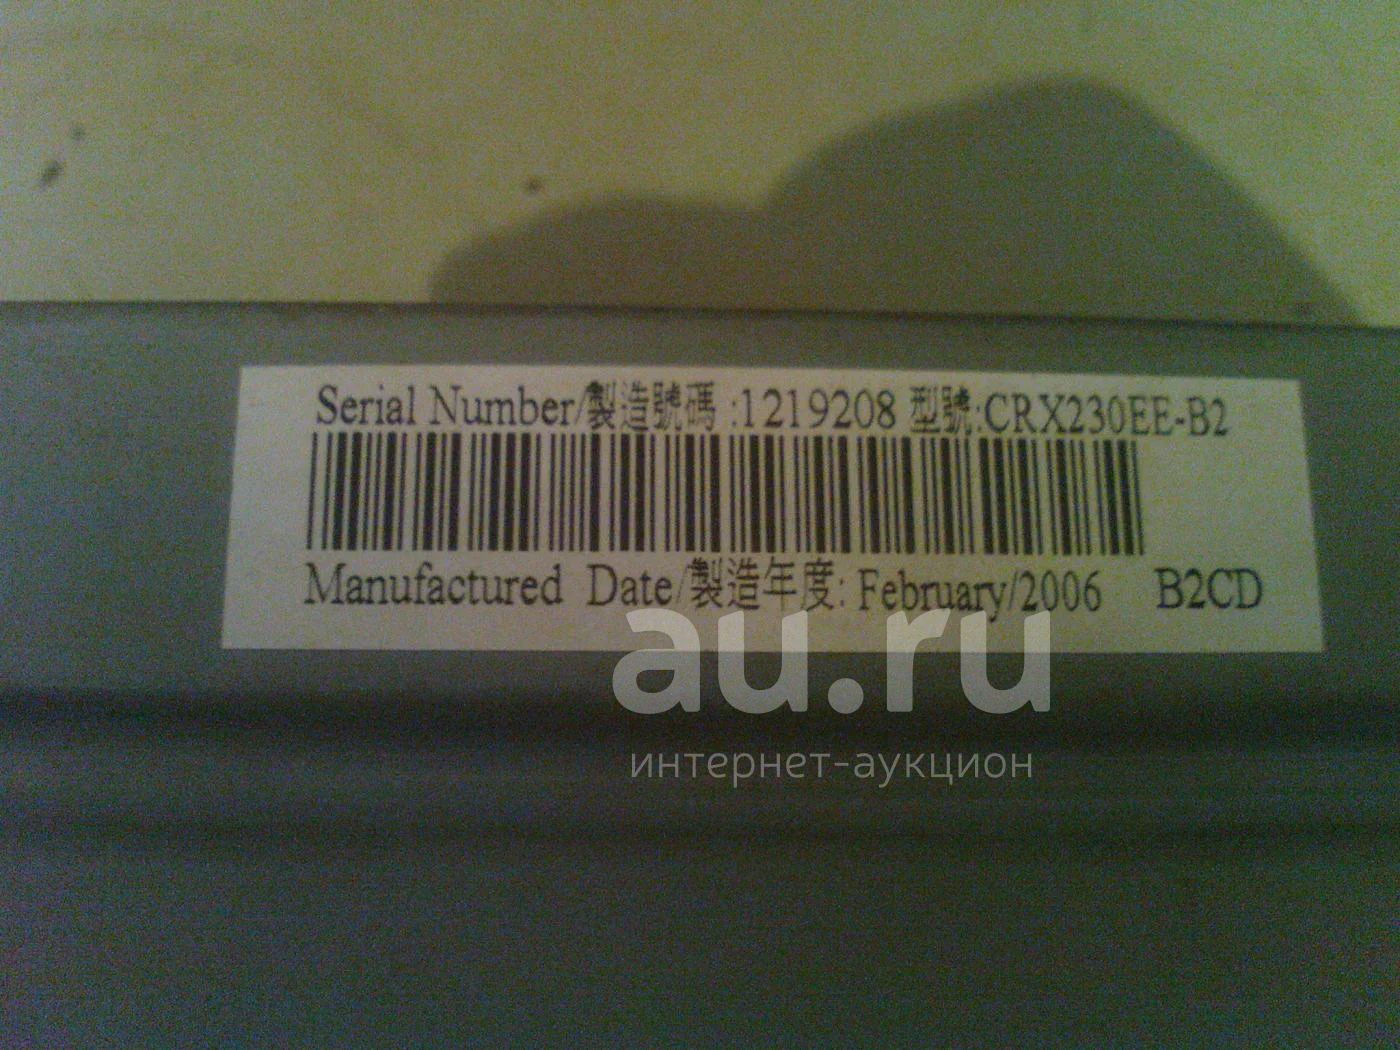 Serial Number/製造號碼 :1219208 型號:CRX230EE-B2
Manufactured Date/製造年度: February/2006 B2CD
au.ru
интернет-аукцион